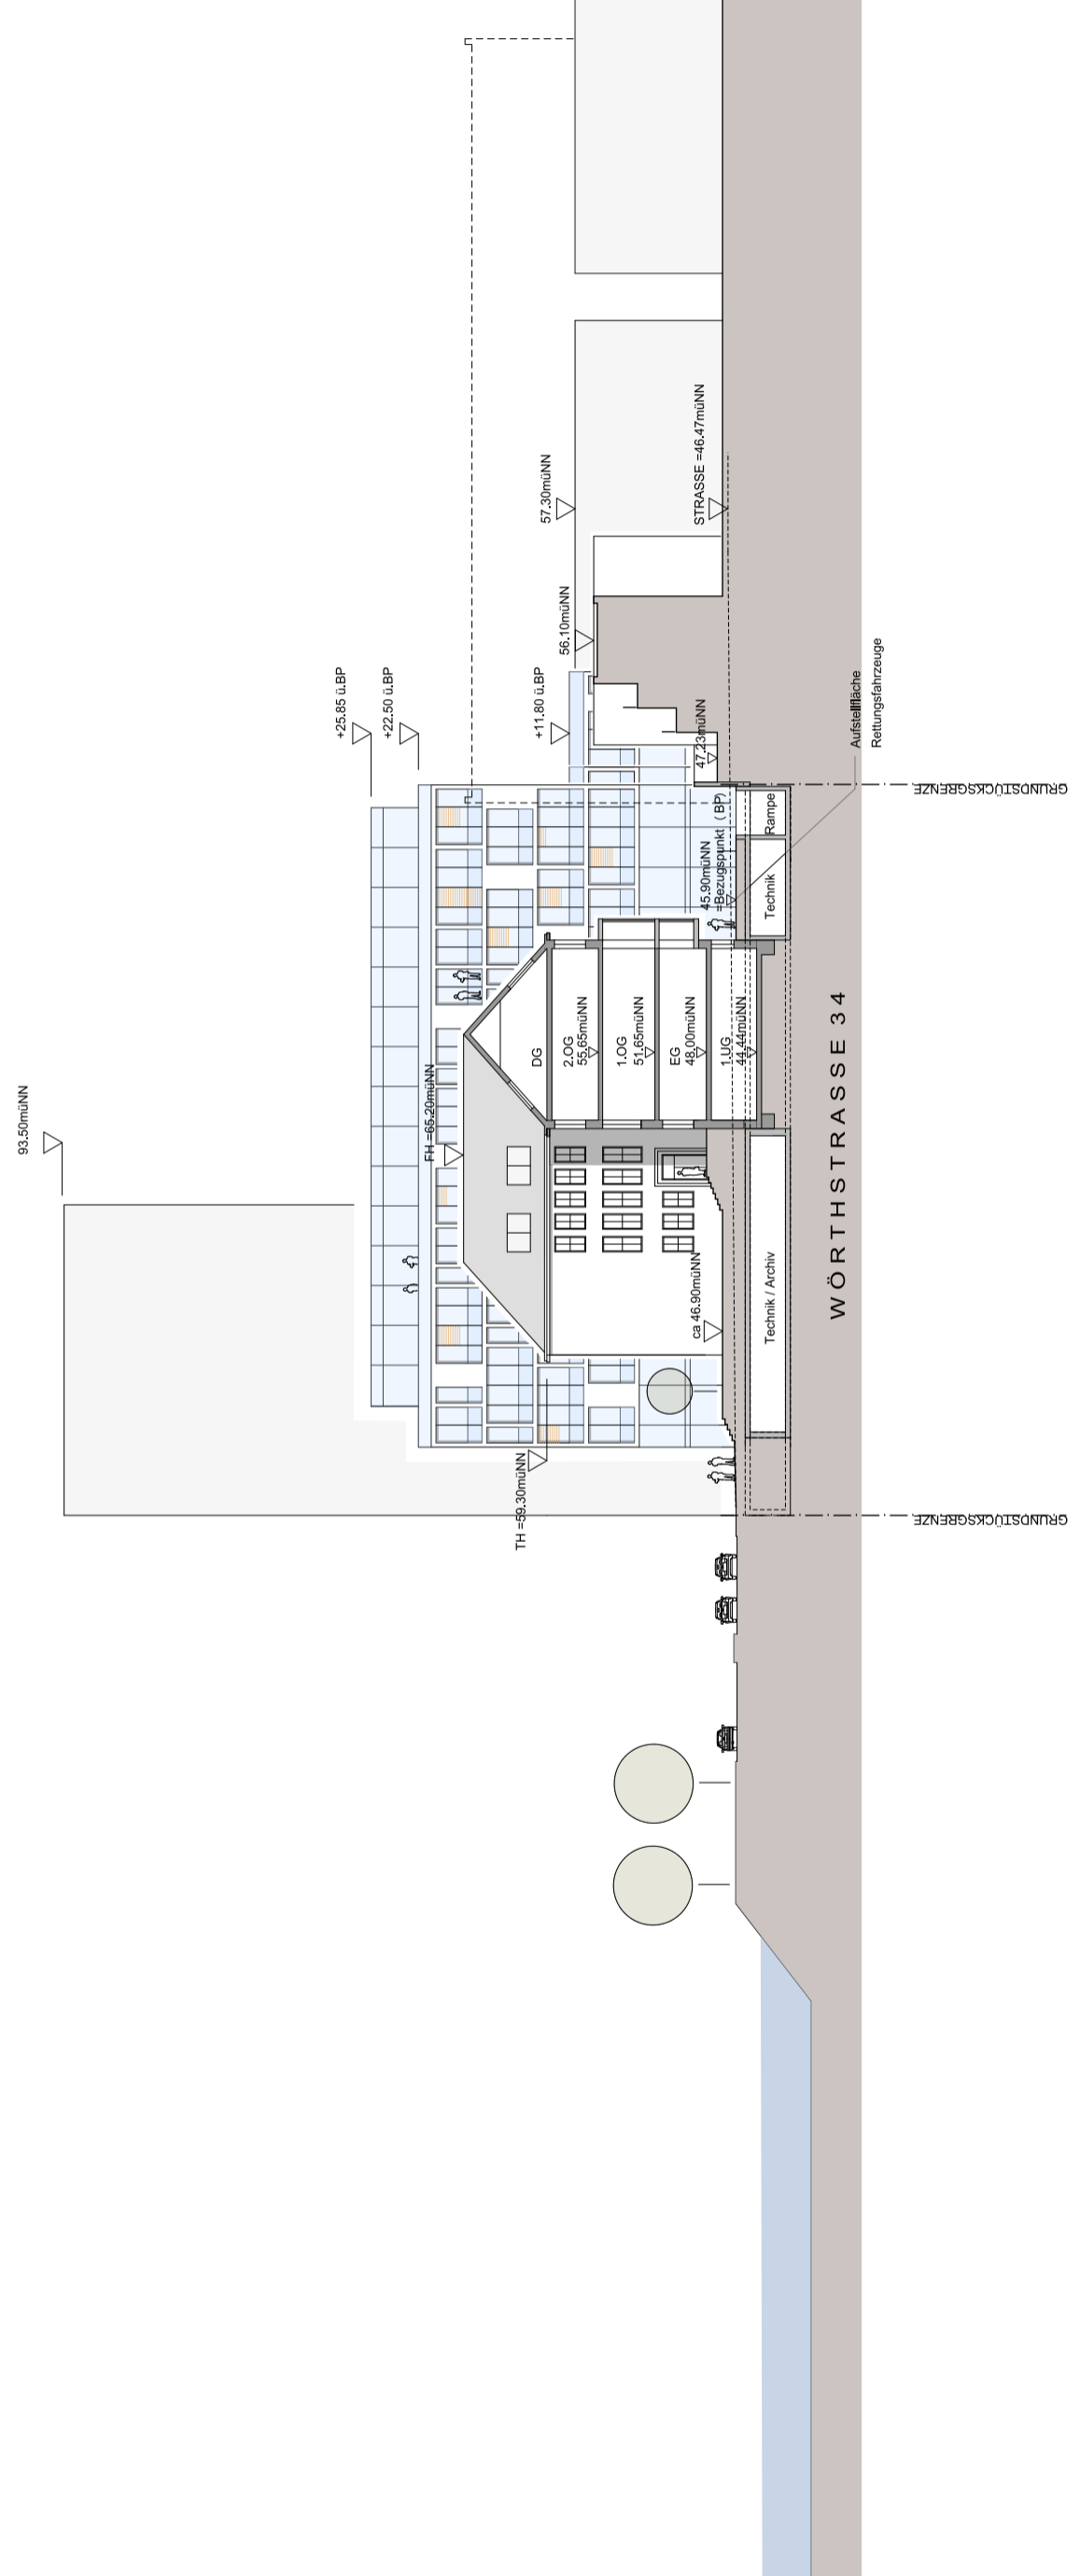 93.50müNN
+25.85 ü.BP
+22.50 ü.BP
FH =65.20müNN
TH =59.30müNN
+11.80 ü.BP
57.30müNN
56.10müNN
DG
2.OG
55,65müNN
1.OG
51.65müNN
EG
48.00müNN
1.UG
44.44müNN
ca 46.90müNN
STRASSE =46.47müNN
47.23müNN
45.90müNN
=Bezugspunkt ( BP)
Technik / Archiv
Technik
Rampe
WÖRTHSTRASSE 34
Aufstellfläche
Rettungsfahrzeuge
GRUNDSTÜCKSGRENZE
GRUNDSTÜCKSGRENZE